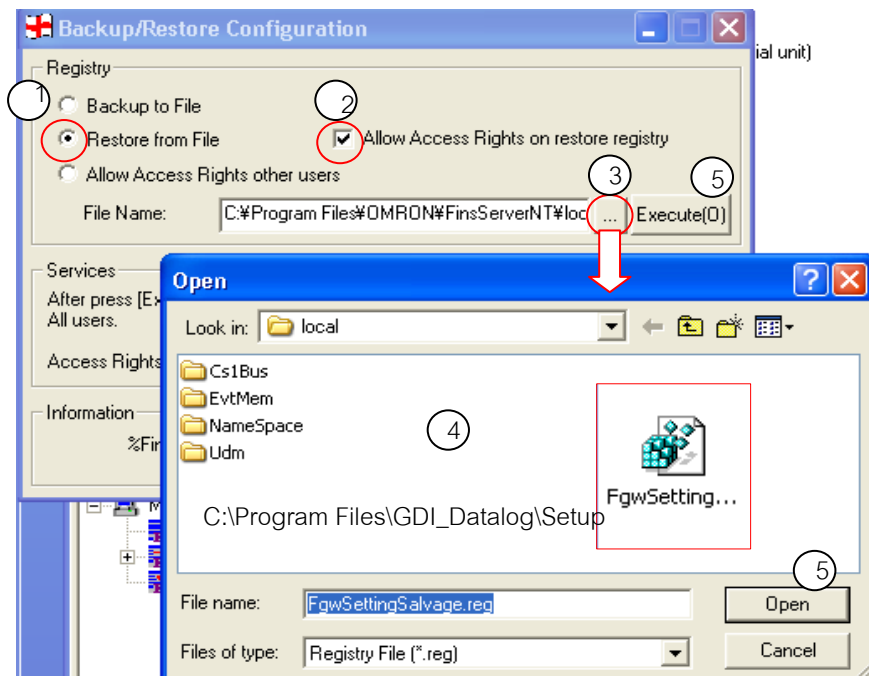 Backup/Restore Configuration
ial unit)
Registry
1
Backup to File
2
Restore from File
Allow Access Rights on restore registry
Allow Access Rights other users
3
5
File Name:
C:¥Program Files¥OMRON¥FinsServerNT¥loc
...
Execute(O)
Services
After press [Ex
All users.
Access Rights
Information
%Fin
Open
Look in:
local
Cs1Bus
EvtMem
NameSpace
Udm
4
FgwSetting...
C:\Program Files\GDI_Datalog\Setup
5
File name:
FgwSettingSalvage.reg
Open
Files of type:
Registry File (*.reg)
Cancel